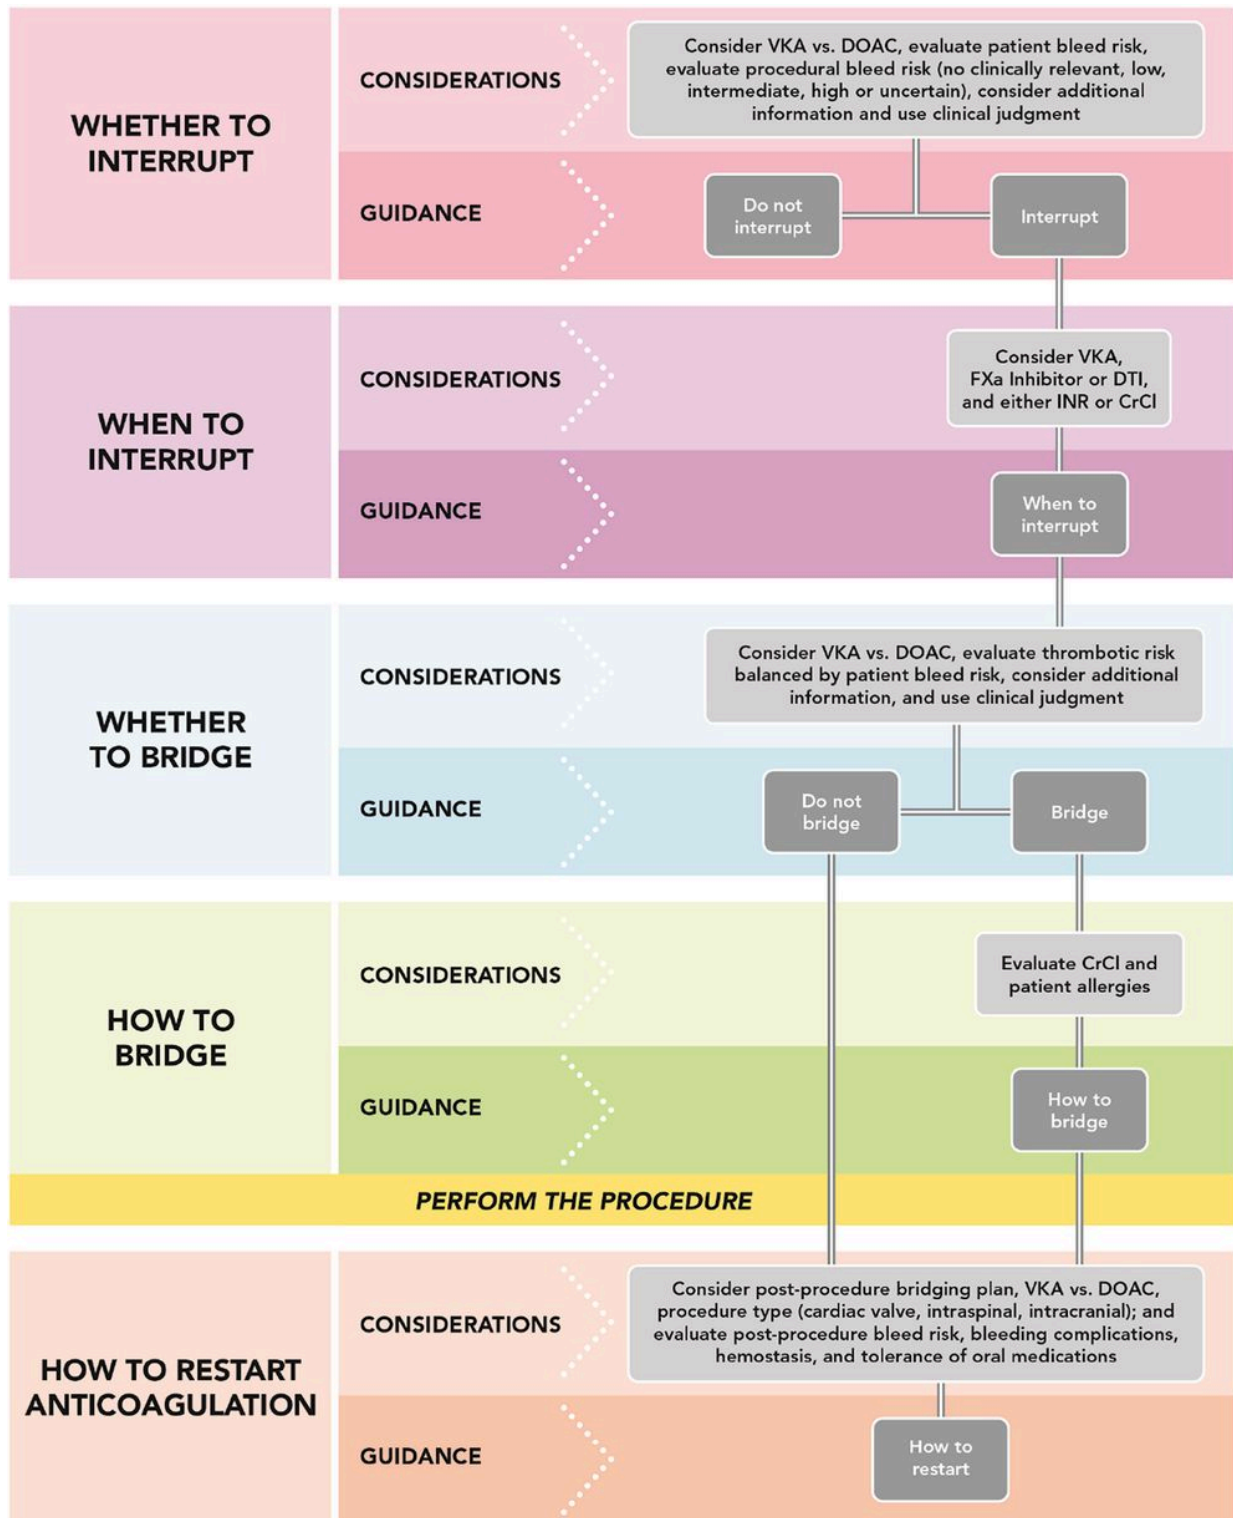 WHETHER TO
INTERRUPT
CONSIDERATIONS
Consider VKA vs. DOAC, evaluate patient bleed risk,
evaluate procedural bleed risk (no clinically relevant, low,
intermediate, high or uncertain), consider additional
information and use clinical judgment
GUIDANCE
Do not
interrupt
Interrupt
WHEN TO
INTERRUPT
CONSIDERATIONS
Consider VKA,
FXa Inhibitor or DTI,
and either INR or CrCl
GUIDANCE
When to
interrupt
WHETHER
TO BRIDGE
CONSIDERATIONS
Consider VKA vs. DOAC, evaluate thrombotic risk
balanced by patient bleed risk, consider additional
information, and use clinical judgment
GUIDANCE
Do not
bridge
Bridge
HOW TO
BRIDGE
CONSIDERATIONS
Evaluate CrCl and
patient allergies
GUIDANCE
How to
bridge
PERFORM THE PROCEDURE
HOW TO RESTART
ANTICOAGULATION
CONSIDERATIONS
Consider post-procedure bridging plan, VKA vs. DOAC,
procedure type (cardiac valve, intraspinal, intracranial); and
evaluate post-procedure bleed risk, bleeding complications,
hemostasis, and tolerance of oral medications
GUIDANCE
How to
restart